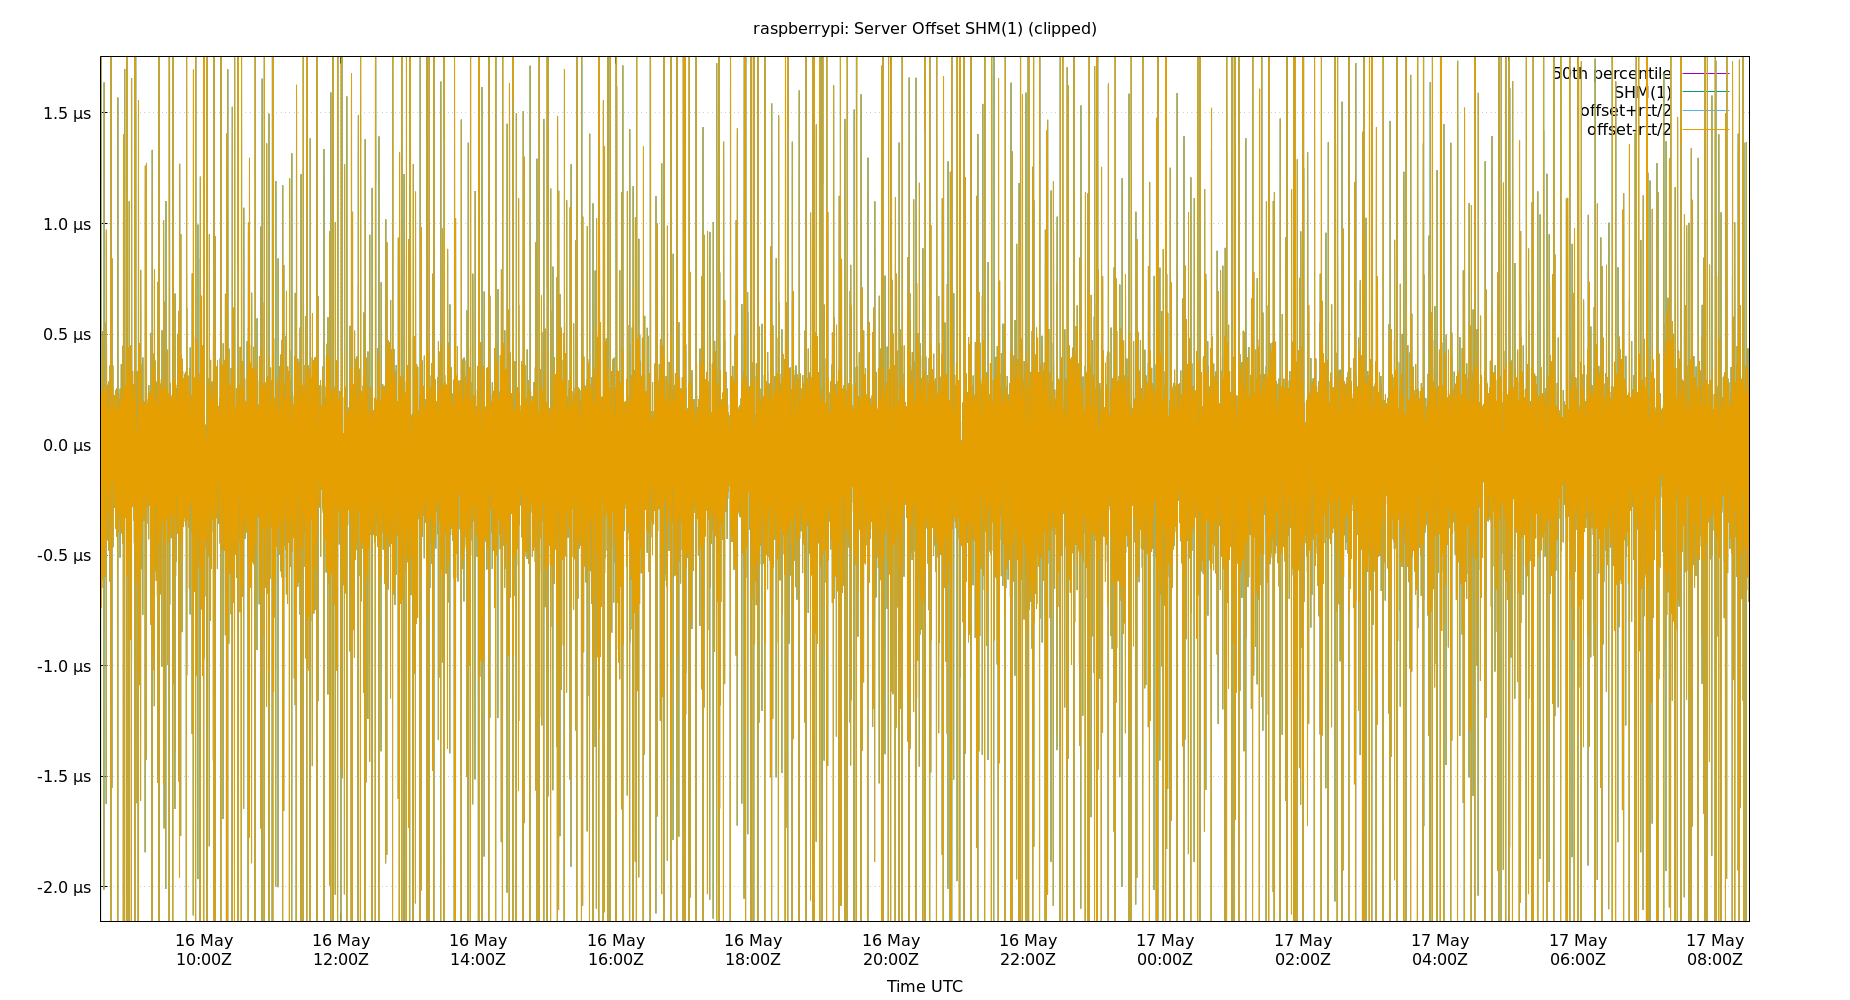 raspberrypi: Server Offset SHM(1) (clipped)
50th percentile
SHM(1)
offset+rtt/2
offset-rtt/2
1.5 µs
1.0 µs
0.5 µs
0.0 µs
-0.5 µs
-1.0 µs
-1.5 µs
-2.0 µs
16 May 16 May 16 May 16 May 16 May 16 May 16 May 17 May 17 May 17 May 17 May 17 May
10:00Z 12:00Z 14:00Z 16:00Z 18:00Z 20:00Z 22:00Z 00:00Z 02:00Z 04:00Z 06:00Z 08:00Z
Time UTC